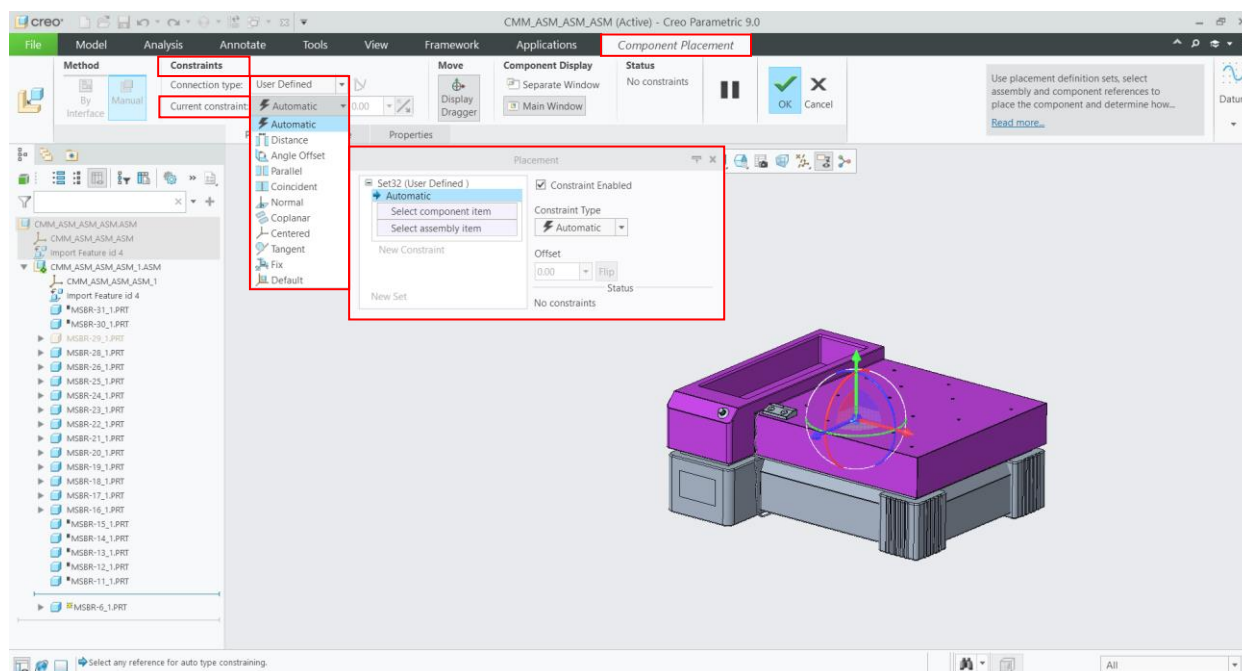 creo
CMM_ASM_ASM_ASM (Active) - Creo Parametric 9.0
File Model Analysis Annotate Tools View Framework Applications Component Placement
Method Constraints Move Component Display Status
By Interface
Manual
Connection type: User Defined
Current constraint: Automatic 0.00
Display Dragger
Separate Window
Main Window
No constraints
OK Cancel
Use placement definition sets, select
assembly and component references to
place the component and determine how...
Read more...
Properties
Automatic
Distance
Angle Offset
Parallel
Coincident
Normal
Coplanar
Centered
Tangent
Fix
Default
Placement
Set32 (User Defined )
Automatic
Select component item
Select assembly item
New Constraint
New Set
Constraint Enabled
Constraint Type
Automatic
Offset
0.00 Flip
Status
No constraints
CMM_ASM_ASM_ASM.ASM
CMM_ASM_ASM_ASM
Import Feature id 4
CMM_ASM_ASM_ASM_1.ASM
CMM_ASM_ASM_ASM_1
Import Feature id 4
MSBR-31_1.PRT
MSBR-30_1.PRT
MSBR-29_1.PRT
MSBR-28_1.PRT
MSBR-26_1.PRT
MSBR-25_1.PRT
MSBR-24_1.PRT
MSBR-23_1.PRT
MSBR-22_1.PRT
MSBR-21_1.PRT
MSBR-20_1.PRT
MSBR-19_1.PRT
MSBR-18_1.PRT
MSBR-17_1.PRT
MSBR-16_1.PRT
MSBR-15_1.PRT
MSBR-14_1.PRT
MSBR-13_1.PRT
MSBR-12_1.PRT
MSBR-11_1.PRT
MSBR-6_1.PRT
Select any reference for auto type constraining.
All